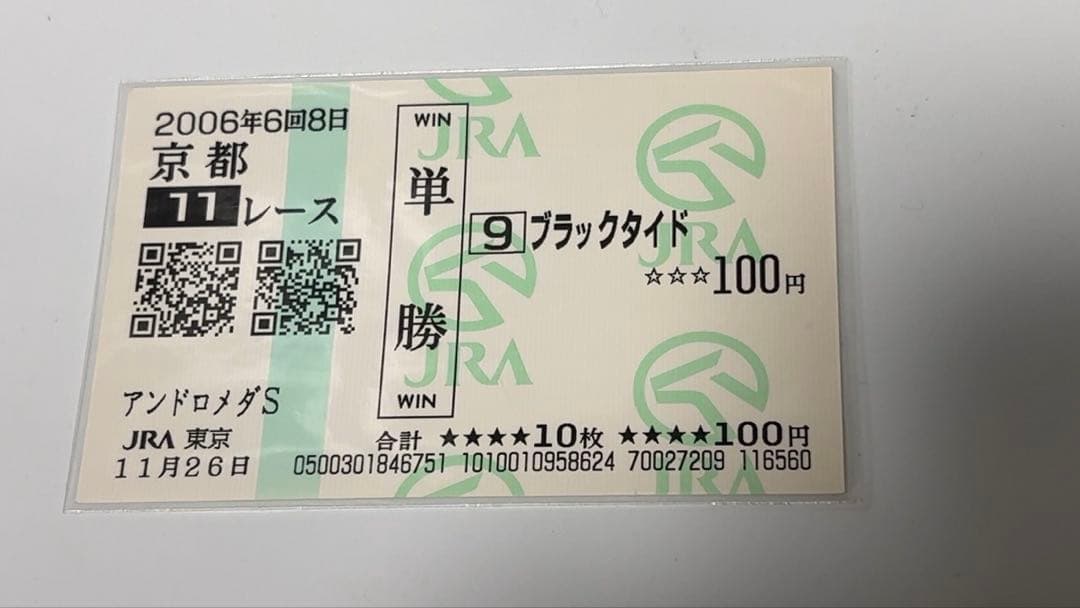 2006年6回8日
京都
11 レース
アンドロメダS
JRA 東京
11月26日
WIN
単勝
WIN
9 ブラックタイド
☆☆☆100円
合計 ★★★★10枚 ★★★★100円
0500301846751 1010010958624 70027209 116560
JRA
JRA
JRA
JRA
JRA